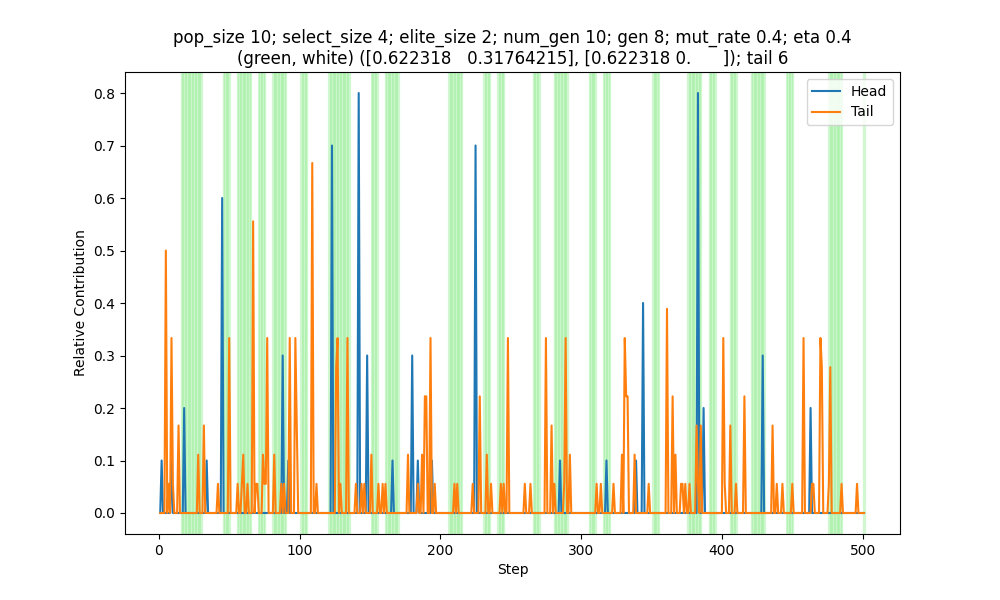 pop_size 10; select_size 4; elite_size 2; num_gen 10; gen 8; mut_rate 0.4; eta 0.4
(green, white) ([0.622318   0.31764215], [0.622318 0.      ]); tail 6
Head
Tail
0.8
0.7
0.6
0.5
0.4
0.3
0.2
0.1
0.0
Relative Contribution
0 100 200 300 400 500
Step